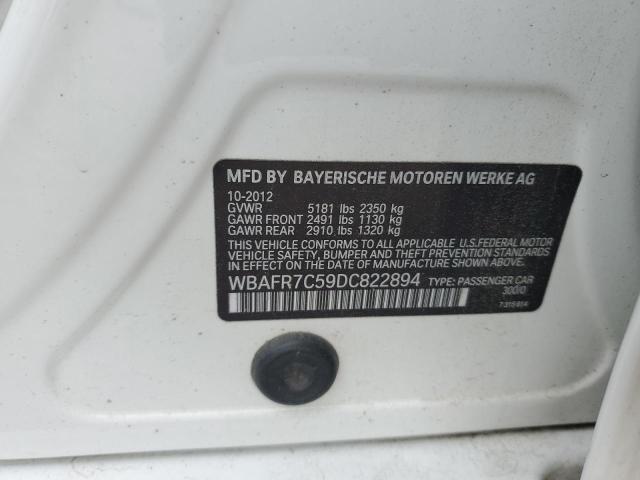 MFD BY BAYERISCHE MOTOREN WERKE AG
10-2012
GVWR 5181 lbs 2350 kg
GAWR FRONT 2491 lbs 1130 kg
GAWR REAR 2910 lbs 1320 kg
THIS VEHICLE CONFORMS TO ALL APPLICABLE U.S.FEDERAL MOTOR
VEHICLE SAFETY, BUMPER, AND THEFT PREVENTION STANDARDS
IN EFFECT ON THE DATE OF MANUFACTURE SHOWN ABOVE.
WBAFR7C59DC822894 TYPE: PASSENGER CAR
300/0